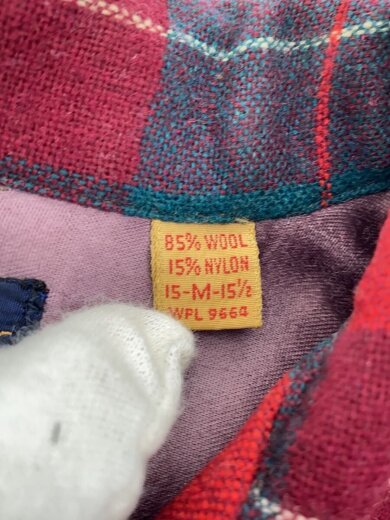 85% WOOL
15% NYLON
15-M-15½
WPL 9664